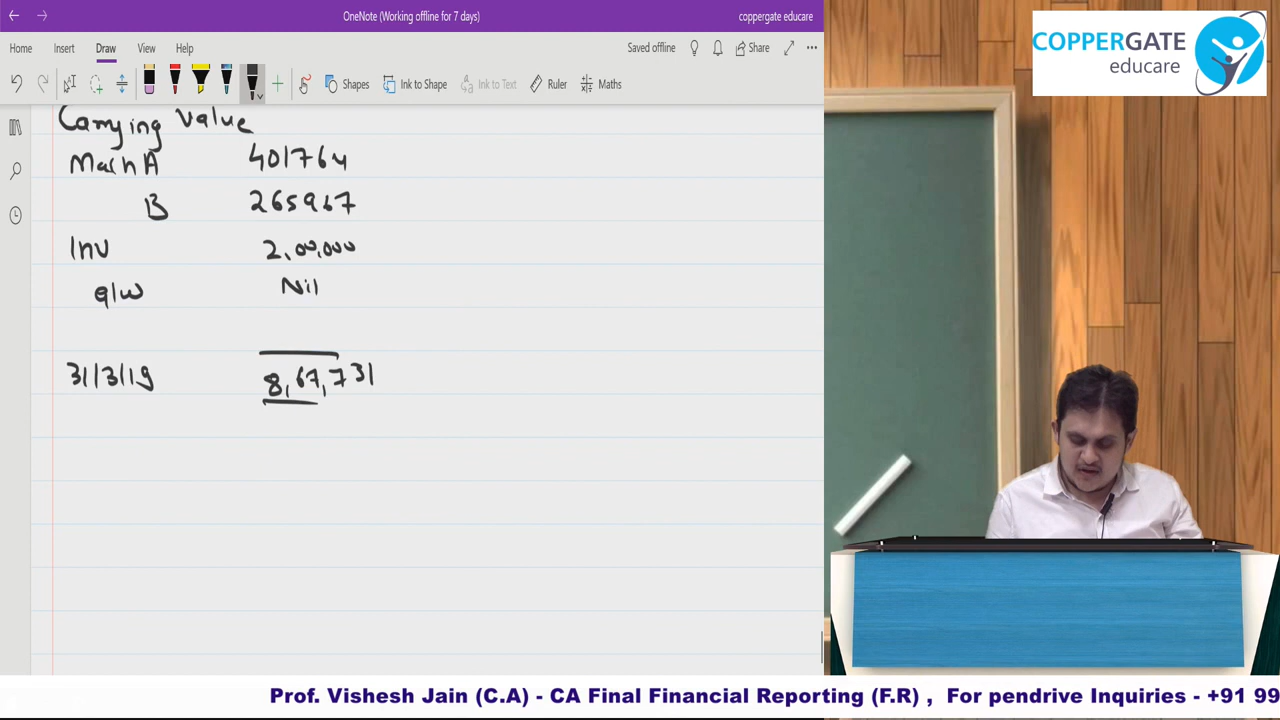 OneNote (Working offline for 7 days)
coppergate educare
Home Insert Draw View Help
Saved offline
Share
Shapes
Ink to Shape
Ink to Text
Ruler
Maths
Carrying Value
Mach A 401764
B 265967
Inv 2,00,000
g/w Nil
31/3/19 8,67,731
COPPERGATE
educare
Prof. Vishesh Jain (C.A) - CA Final Financial Reporting (F.R) , For pendrive Inquiries - +91 99